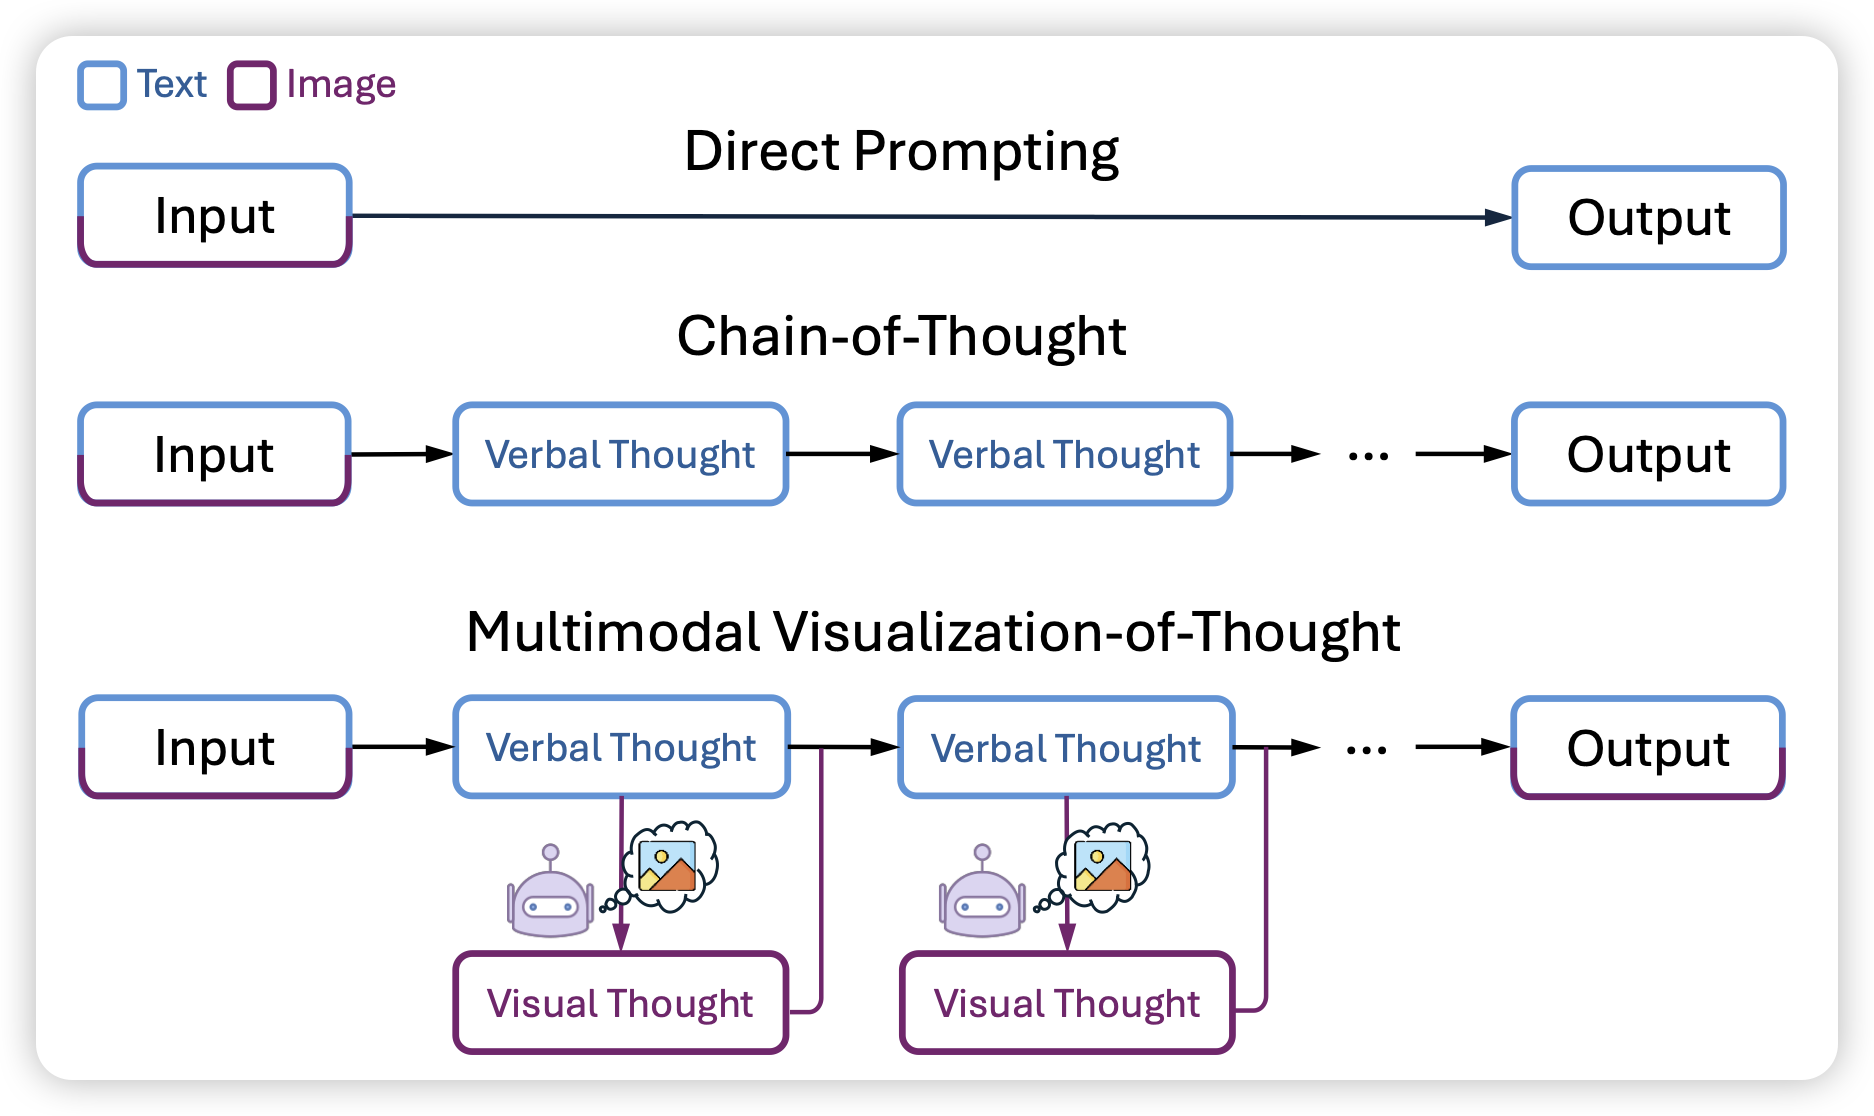 Text Image
Direct Prompting
Input Output
Chain-of-Thought
Input Verbal Thought Verbal Thought ... Output
Multimodal Visualization-of-Thought
Input Verbal Thought Verbal Thought ... Output
Visual Thought Visual Thought